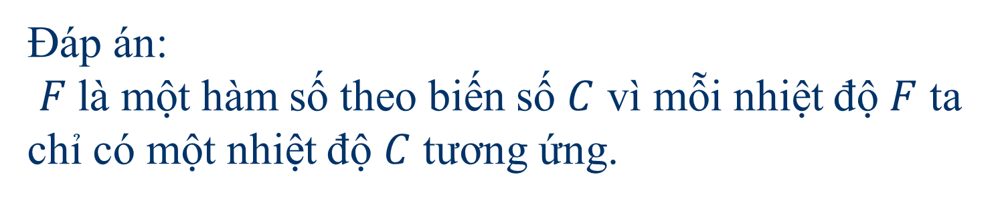 Đáp án:
F là một hàm số theo biến số C vì mỗi nhiệt độ F ta
chỉ có một nhiệt độ C tương ứng.